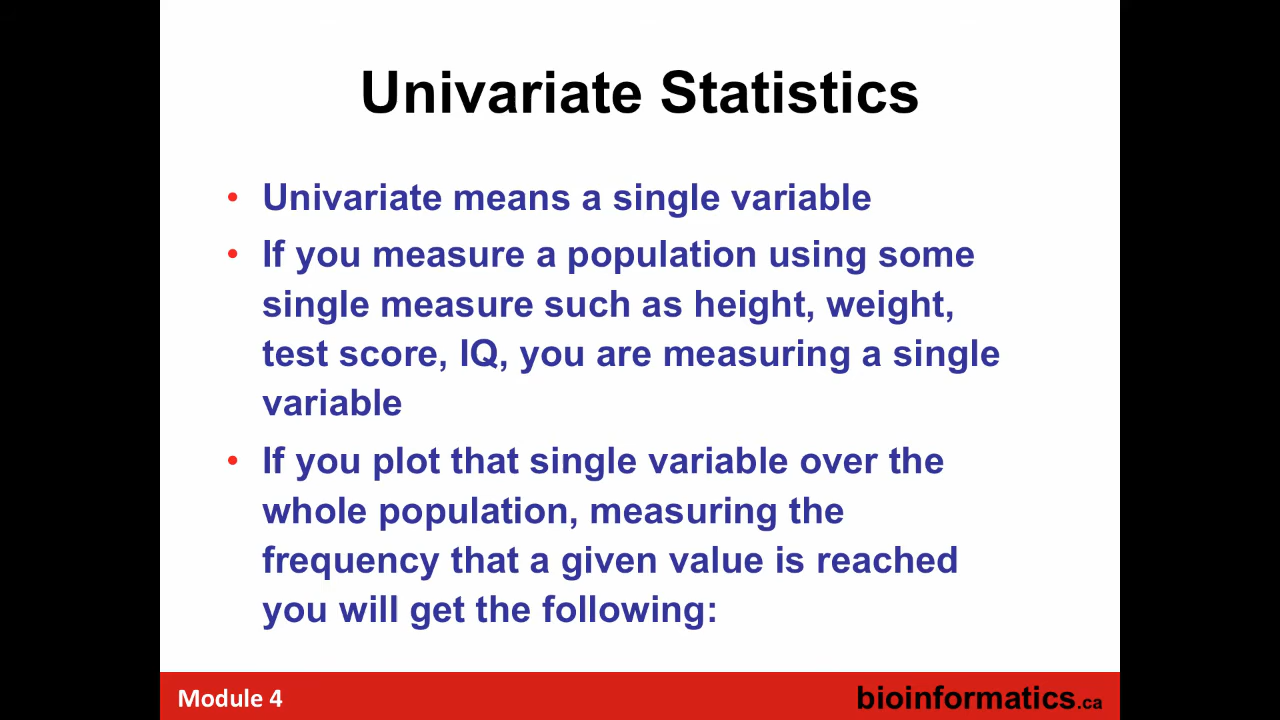 Univariate Statistics
• Univariate means a single variable
• If you measure a population using some
single measure such as height, weight,
test score, IQ, you are measuring a single
variable
• If you plot that single variable over the
whole population, measuring the
frequency that a given value is reached
you will get the following:
Module 4
bioinformatics.ca